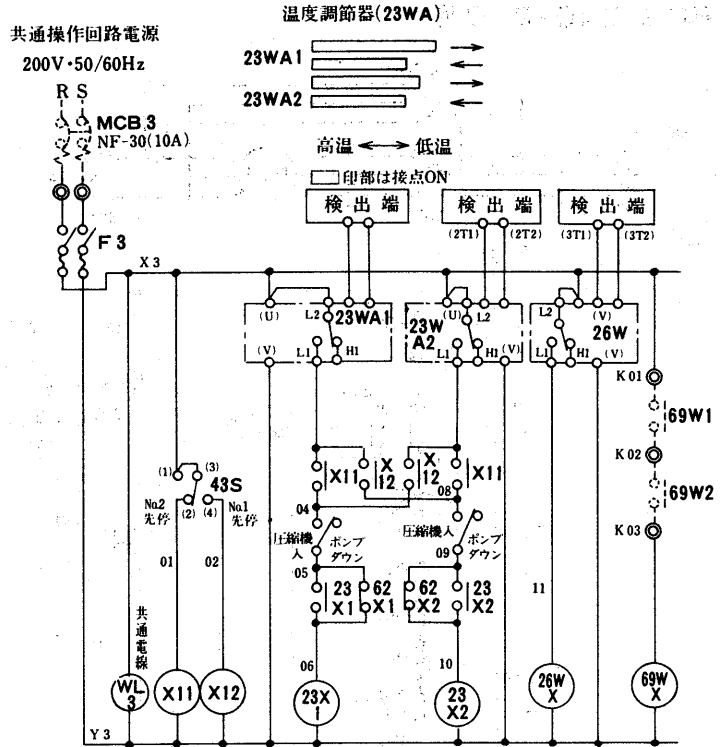 温度調節器(23WA)
共通操作回路電源
200V・50/60Hz
R S
MCB 3
NF-30(10A)
F 3
23WA1
23WA2
高温 ←→ 低温
□印部は接点ON
検出端
検出端
検出端
(2T1) (2T2)
(3T1) (3T2)
X 3
(U) L2 23WA1
(V) L1 H1
(U) L2 23W A2
L1 H1 (V)
L2 (V) 26W
L1 H1 (V)
K 01
69W1
K 02
69W2
K 03
(1) (3)
43S
No.2 先停 (2) (4) No.1 先停
X11 X12 X12 X11
04 08
圧縮機入 ポンプダウン
圧縮機入 ポンプダウン
05 09
23 X1 62 X1 62 X2 23 X2
01 02
06 10 11
共通電線
WL 3
X11
X12
23X 1
23 X2
26W X
69W X
Y 3